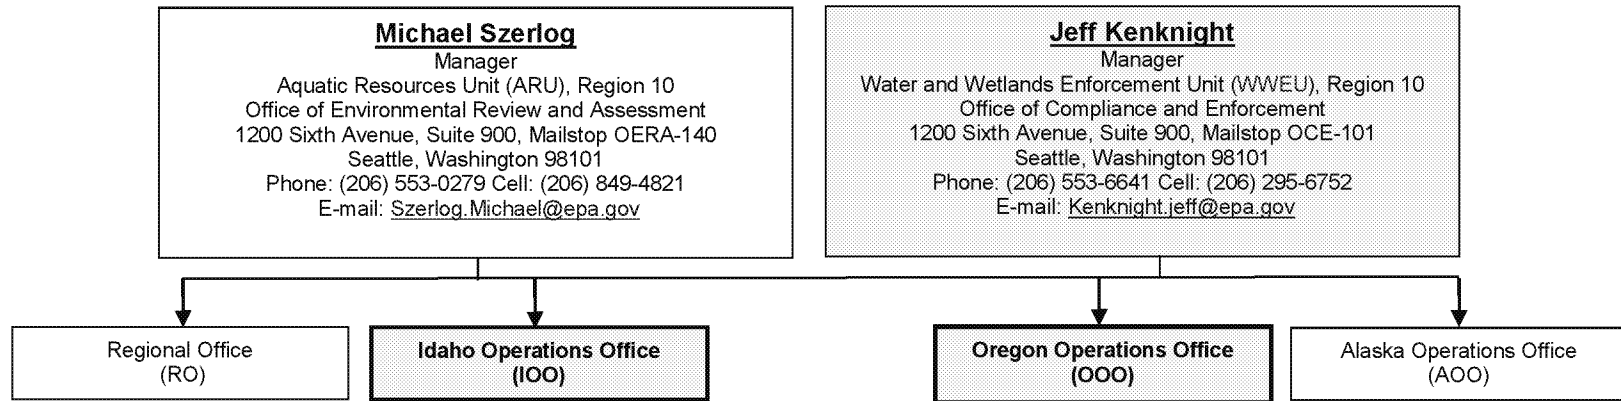 Michael Szerlog
Manager
Aquatic Resources Unit (ARU), Region 10
Office of Environmental Review and Assessment
1200 Sixth Avenue, Suite 900, Mailstop OERA-140
Seattle, Washington 98101
Phone: (206) 553-0279 Cell: (206) 849-4821
E-mail: Szerlog.Michael@epa.gov
Jeff Kenknight
Manager
Water and Wetlands Enforcement Unit (WWEU), Region 10
Office of Compliance and Enforcement
1200 Sixth Avenue, Suite 900, Mailstop OCE-101
Seattle, Washington 98101
Phone: (206) 553-6641 Cell: (206) 295-6752
E-mail: Kenknight.jeff@epa.gov
Regional Office
(RO)
Idaho Operations Office
(IOO)
Oregon Operations Office
(OOO)
Alaska Operations Office
(AOO)